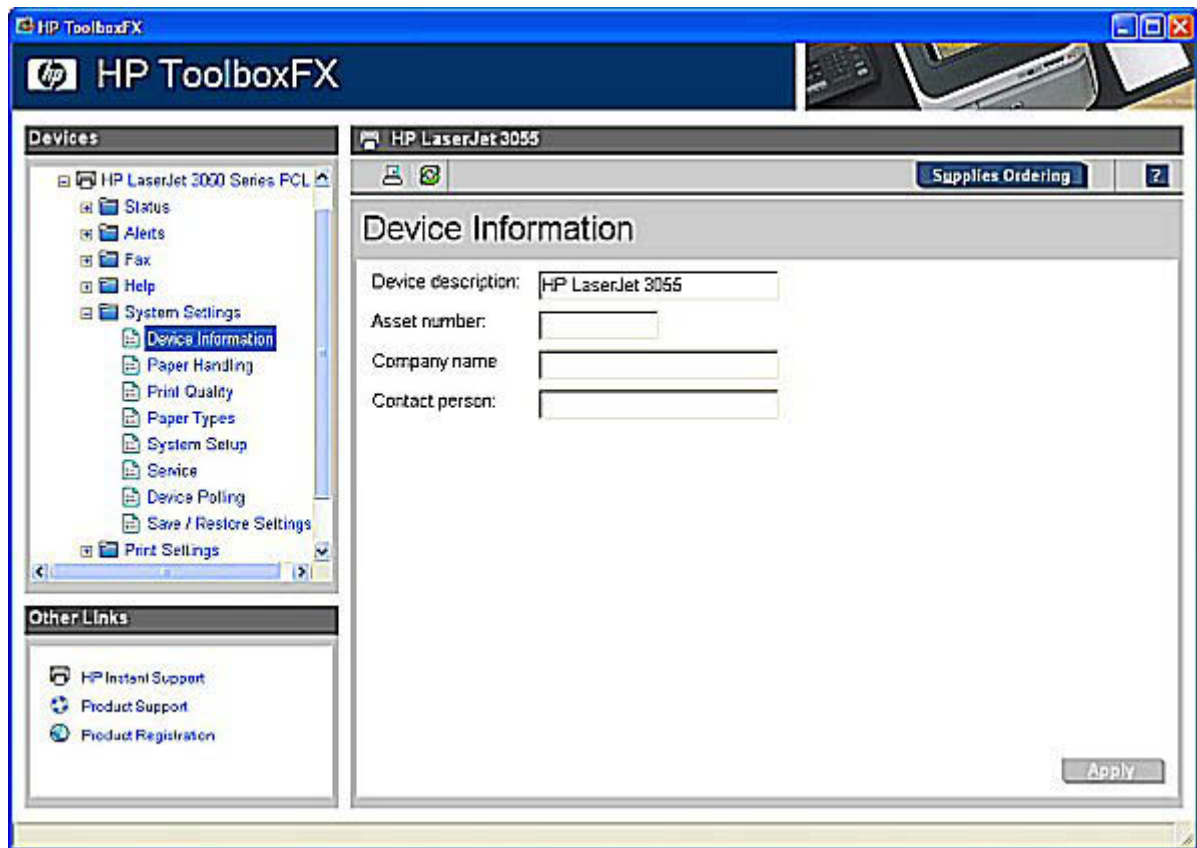 HP ToolboxFX
hp HP ToolboxFX
Devices
HP LaserJet 3050 Series PCL
Status
Alerts
Fax
Help
System Settings
Device Information
Paper Handling
Print Quality
Paper Types
System Setup
Service
Device Polling
Save / Restore Settings
Print Settings
Other Links
HP Instant Support
Product Support
Product Registration
HP LaserJet 3055
Supplies Ordering ?
Device Information
Device description: HP LaserJet 3055
Asset number:
Company name
Contact person:
Apply